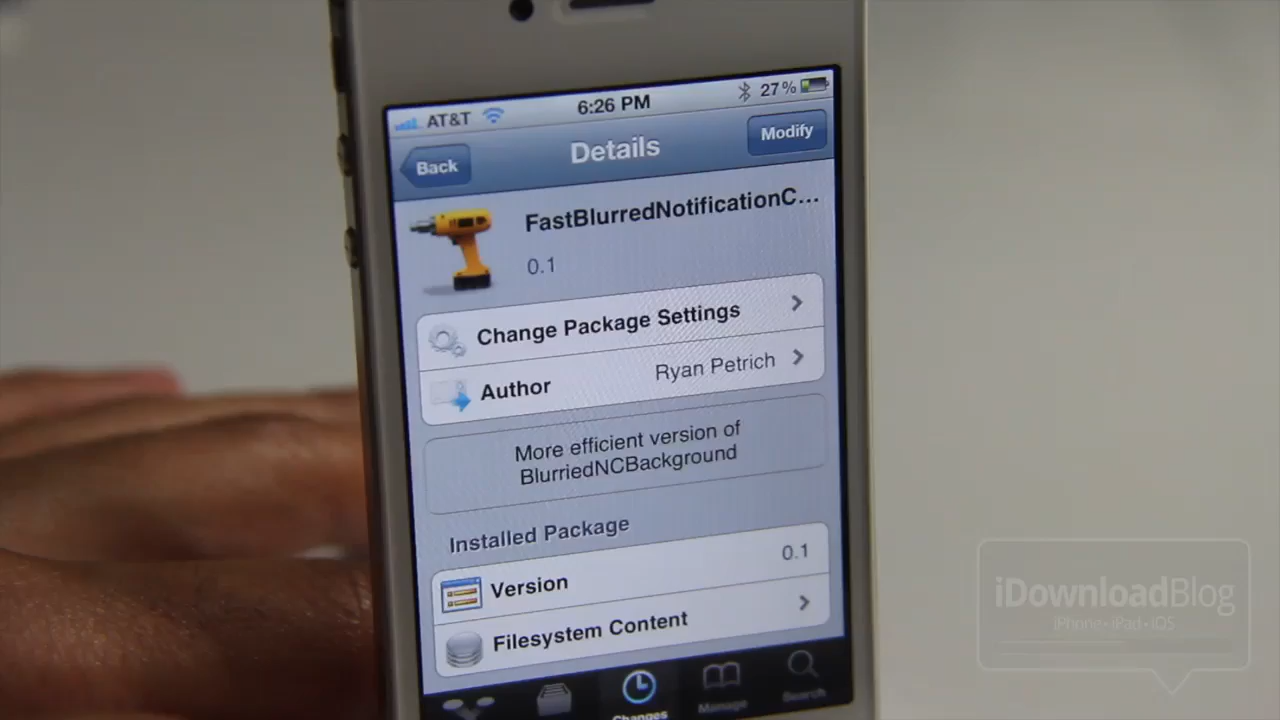 AT&T 6:26 PM 27%
Back Details Modify
FastBlurredNotificationC...
0.1
Change Package Settings
Author Ryan Petrich
More efficient version of
BlurriedNCBackground
Installed Package
Version 0.1
Filesystem Content
Changes Manage Search
iDownloadBlog
iPhone • iPad • iOS